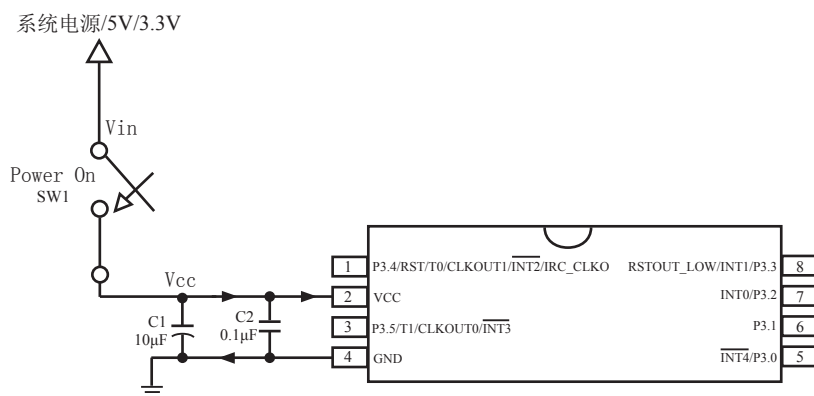 系统电源/5V/3.3V
Vin
Power On
SW1
Vcc
C1
10μF
C2
0.1μF
1 P3.4/RST/T0/CLKOUT1/INT2/IRC_CLKO
RSTOUT_LOW/INT1/P3.3 8
2 VCC
INT0/P3.2 7
3 P3.5/T1/CLKOUT0/INT3
P3.1 6
4 GND
INT4/P3.0 5